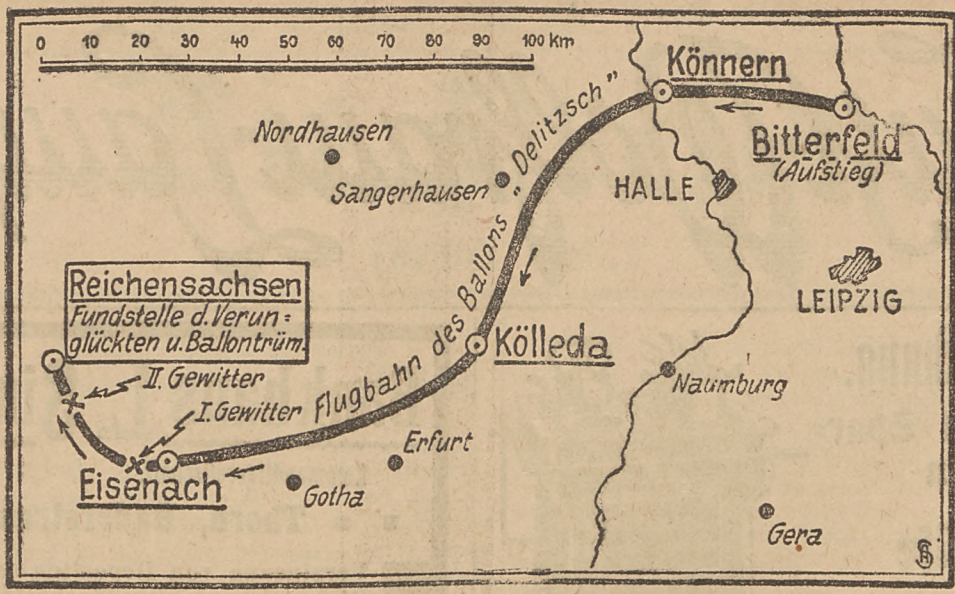 0 10 20 30 40 50 60 70 80 90 100 Km
Könnern
Bitterfeld
(Aufstieg)
Nordhausen
Sangerhausen
HALLE
LEIPZIG
Flugbahn des Ballons „Delitzsch”
Reichensachsen
Fundstelle d. Verun=
glückten u. Ballontrüm.
Kölleda
II. Gewitter
I. Gewitter
Naumburg
Erfurt
Eisenach
Gotha
Gera